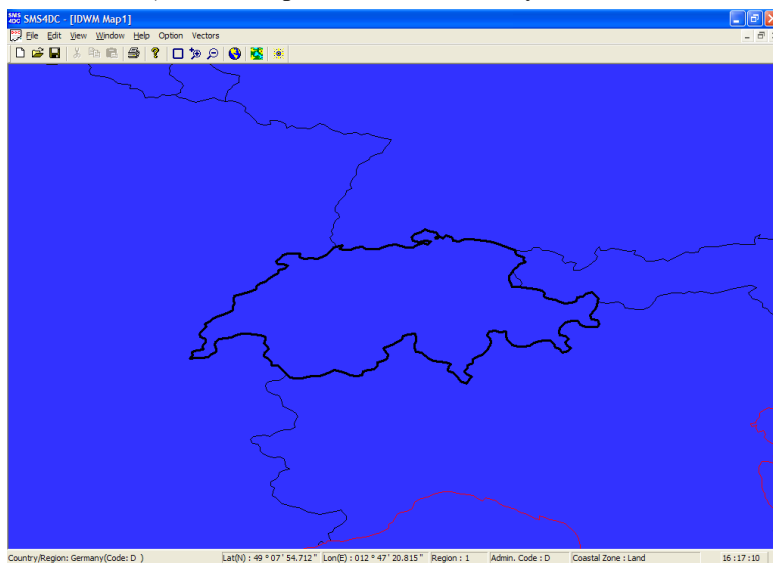 SMS4DC - [IDWM Map1]
File Edit View Window Help Option Vectors
Country/Region: Germany(Code: D ) Lat(N) : 49 ° 07 ' 54.712 " Lon(E) : 012 ° 47 ' 20.815 " Region : 1 Admin. Code : D Coastal Zone : Land 16 : 17 : 10